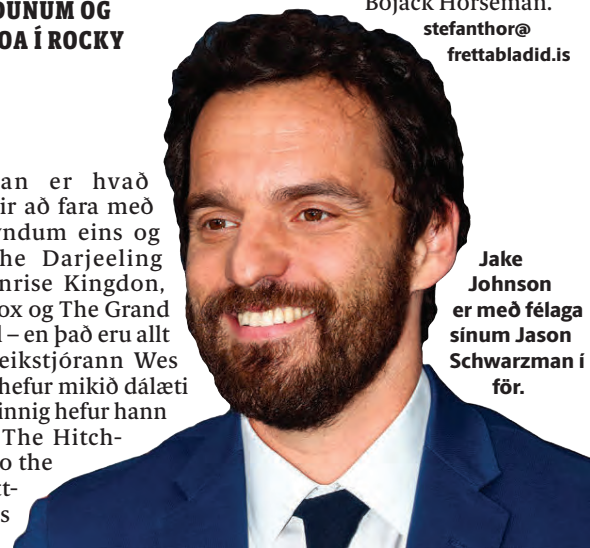 ÐUNUM OG
OA Í ROCKY
an er hvað
ir að fara með
yndum eins og
he Darjeeling
nrise Kingdon,
ox og The Grand
l – en það eru allt
eikstjórann Wes
hefur mikið dálæti
innig hefur hann
The Hitch-
o the
tt-
s
Bojack Horseman.
stefanthor@
frettabladid.is
Jake
Johnson
er með félaga
sínum Jason
Schwarzman í
för.